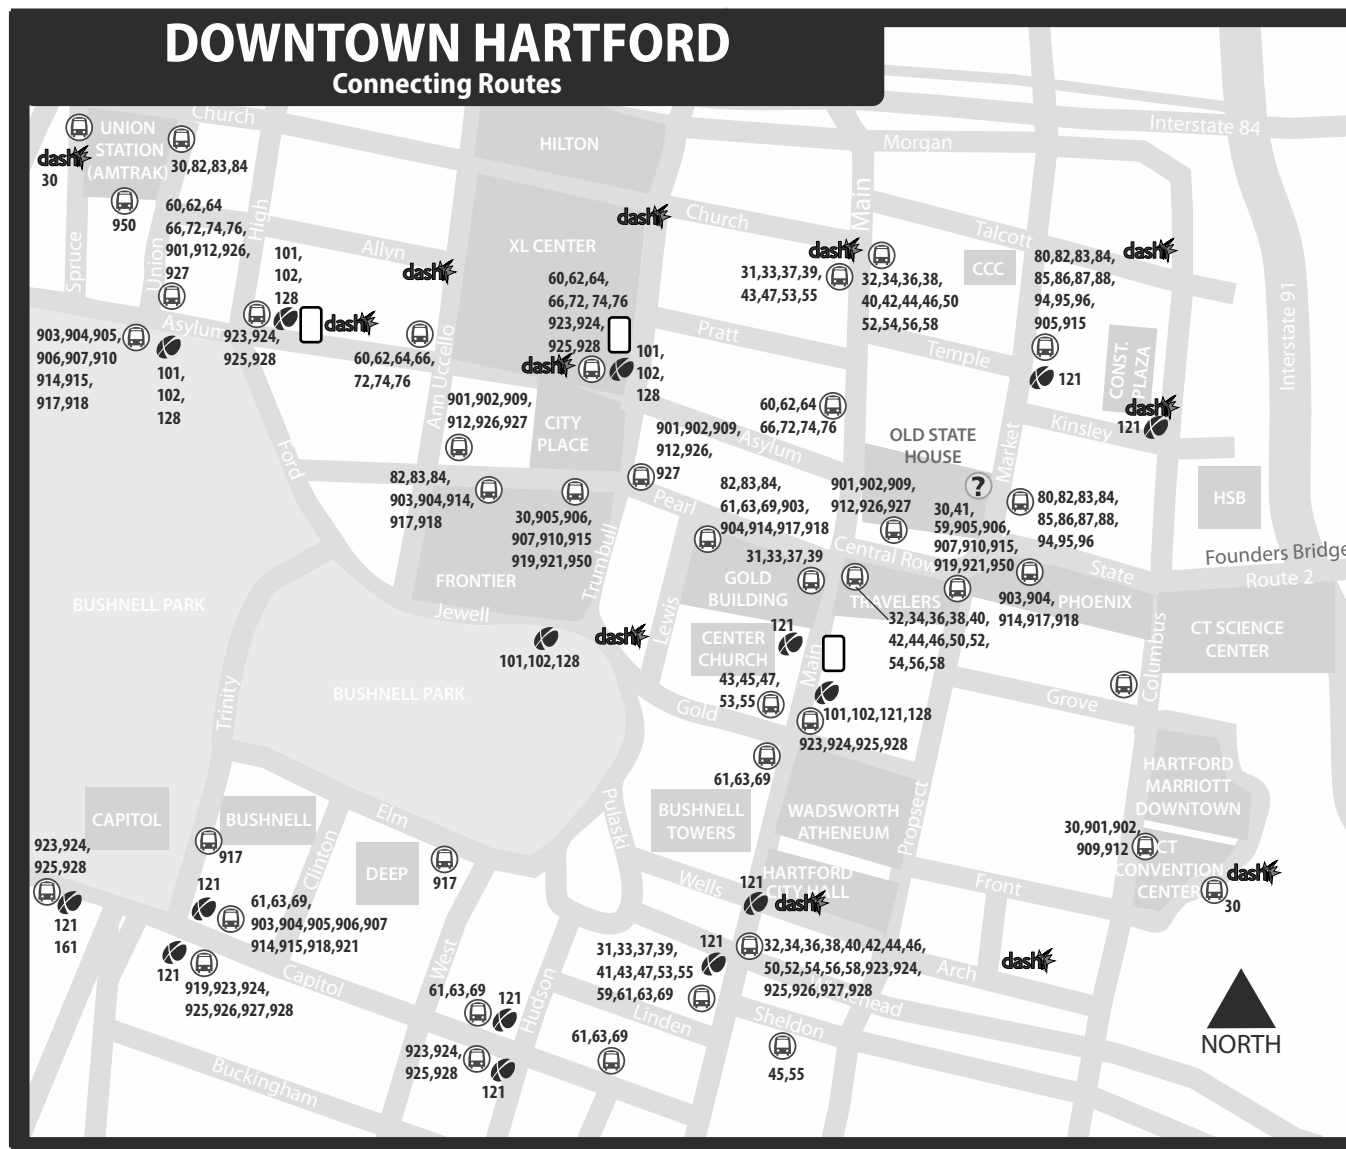 DOWNTOWN HARTFORD
Connecting Routes
Church
Interstate 84
Morgan
UNION
STATION
(AMTRAK)
HILTON
dash
30
30,82,83,84
950
60,62,64
66,72,74,76,
901,912,926,
927
High
Union
Spruce
Allyn
101,
102,
128
dash
XL CENTER
dash
Church
Main
Talcott
dash
31,33,37,39,
43,47,53,55
32,34,36,38,
40,42,44,46,50
52,54,56,58
CCC
80,82,83,84,
85,86,87,88,
94,95,96,
905,915
dash
Interstate 91
60,62,64,
66,72, 74,76
923,924,
925,928
dash
101,
102,
128
903,904,905,
906,907,910
914,915,
917,918
Asylum
101,
102,
128
923,924,
925,928
dash
60,62,64,66,
72,74,76
Ann Uccello
Pratt
Temple
121
CONST.
PLAZA
dash
121
Kinsley
Market
901,902,909,
912,926,927
CITY
PLACE
901,902,909,
912,926,
927
60,62,64
66,72,74,76
Asylum
OLD STATE
HOUSE
?
HSB
Ford
82,83,84,
903,904,914,
917,918
30,905,906,
907,910,915
919,921,950
Pearl
82,83,84,
61,63,69,903,
904,914,917,918
901,902,909,
912,926,927
30,41,
59,905,906,
907,910,915,
919,921,950
80,82,83,84,
85,86,87,88,
94,95,96
Founders Bridge
Route 2
State
Central Row
31,33,37,39
FRONTIER
Jewell
Trumbull
GOLD
BUILDING
TRAVELERS
903,904,
914,917,918
PHOENIX
CT SCIENCE
CENTER
Columbus
BUSHNELL PARK
101,102,128
dash
Lewis
CENTER
CHURCH
121
Main
32,34,36,38,40,
42,44,46,50,52,
54,56,58
BUSHNELL PARK
Trinity
43,45,47,
53,55
Gold
101,102,121,128
923,924,925,928
Grove
61,63,69
HARTFORD
MARRIOTT
DOWNTOWN
CAPITOL
BUSHNELL
Elm
Pulaski
BUSHNELL
TOWERS
WADSWORTH
ATHENEUM
Propsect
30,901,902,
909,912
CT
CONVENTION
CENTER
dash
30
923,924,
925,928
121
161
917
Clinton
DEEP
917
Wells
HARTFORD
CITY HALL
121
dash
Front
121
61,63,69,
903,904,905,906,907
914,915,918,921
121
919,923,924,
925,926,927,928
Capitol
West
Hudson
31,33,37,39,
41,43,47,53,55
59,61,63,69
121
32,34,36,38,40,42,44,46,
50,52,54,56,58,923,924,
925,926,927,928
Arch
dash
61,63,69
121
Linden
Sheldon
61,63,69
923,924,
925,928
121
45,55
Buckingham
NORTH